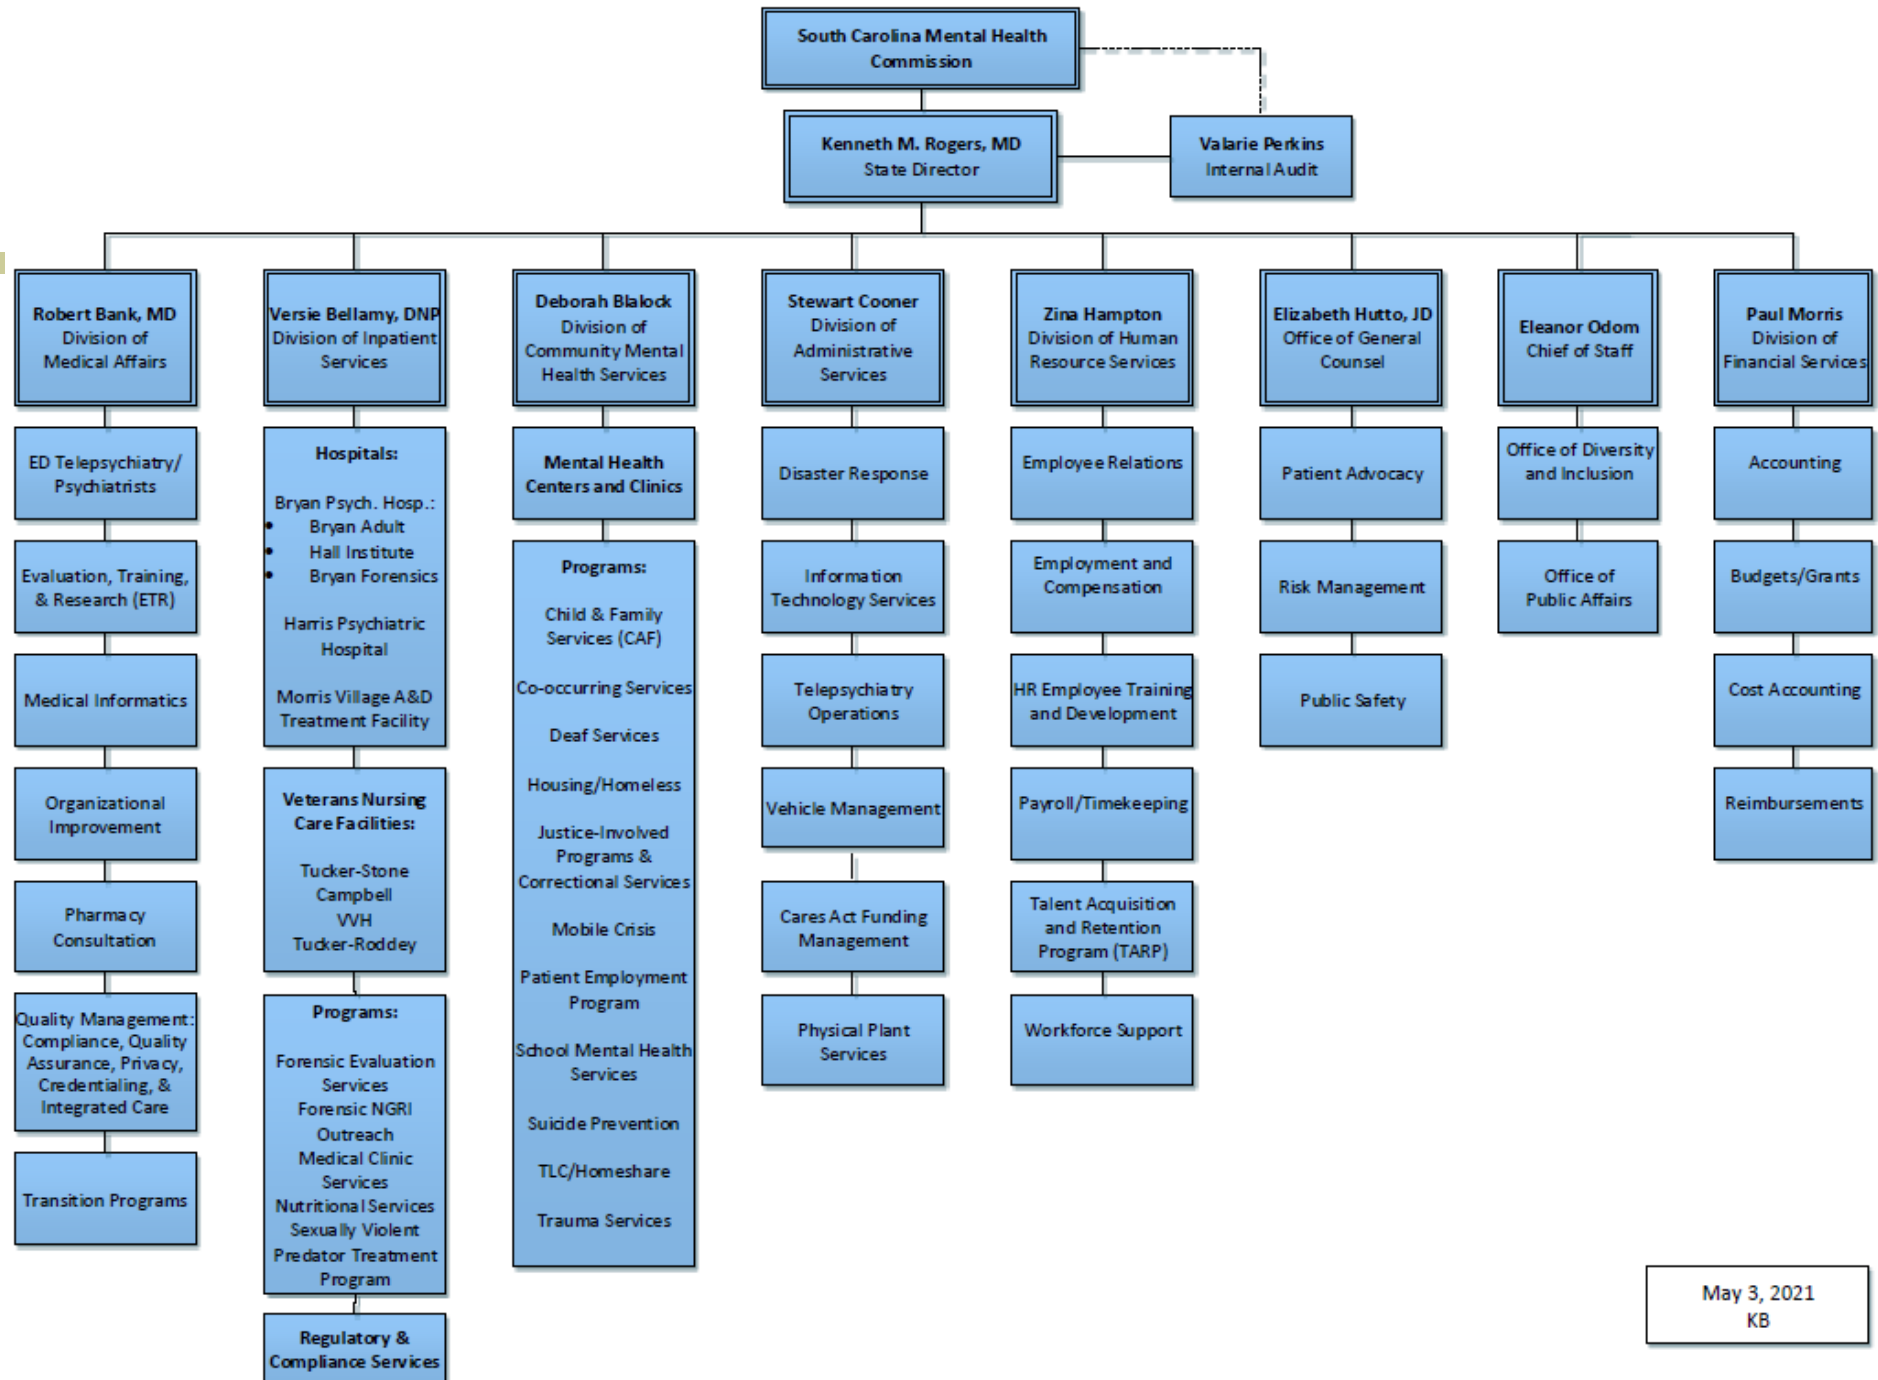 South Carolina Mental Health
Commission
Kenneth M. Rogers, MD
State Director
Valarie Perkins
Internal Audit
Robert Bank, MD
Division of
Medical Affairs
ED Telepsychiatry/
Psychiatrists
Evaluation, Training,
& Research (ETR)
Medical Informatics
Organizational
Improvement
Pharmacy
Consultation
Quality Management:
Compliance, Quality
Assurance, Privacy,
Credentialing, &
Integrated Care
Transition Programs
Versie Bellamy, DNP
Division of Inpatient
Services
Hospitals:
Bryan Psych. Hosp.:
• Bryan Adult
• Hall Institute
• Bryan Forensics
Harris Psychiatric
Hospital
Morris Village A&D
Treatment Facility
Veterans Nursing
Care Facilities:
Tucker-Stone
Campbell
VVH
Tucker-Roddey
Programs:
Forensic Evaluation
Services
Forensic NGRI
Outreach
Medical Clinic
Services
Nutritional Services
Sexually Violent
Predator Treatment
Program
Regulatory &
Compliance Services
Deborah Blalock
Division of
Community Mental
Health Services
Mental Health
Centers and Clinics
Programs:
Child & Family
Services (CAF)
Co-occurring Services
Deaf Services
Housing/Homeless
Justice-Involved
Programs &
Correctional Services
Mobile Crisis
Patient Employment
Program
School Mental Health
Services
Suicide Prevention
TLC/Homeshare
Trauma Services
Stewart Cooner
Division of
Administrative
Services
Disaster Response
Information
Technology Services
Telepsychiatry
Operations
Vehicle Management
Cares Act Funding
Management
Physical Plant
Services
Zina Hampton
Division of Human
Resource Services
Employee Relations
Employment and
Compensation
HR Employee Training
and Development
Payroll/Timekeeping
Talent Acquisition
and Retention
Program (TARP)
Workforce Support
Elizabeth Hutto, JD
Office of General
Counsel
Patient Advocacy
Risk Management
Public Safety
Eleanor Odom
Chief of Staff
Office of Diversity
and Inclusion
Office of
Public Affairs
Paul Morris
Division of
Financial Services
Accounting
Budgets/Grants
Cost Accounting
Reimbursements
May 3, 2021
KB